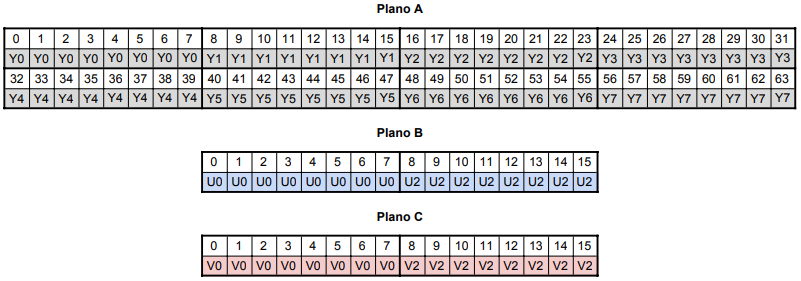 Plano A
0 1 2 3 4 5 6 7 8 9 10 11 12 13 14 15 16 17 18 19 20 21 22 23 24 25 26 27 28 29 30 31
Y0 Y0 Y0 Y0 Y0 Y0 Y0 Y0 Y1 Y1 Y1 Y1 Y1 Y1 Y1 Y1 Y2 Y2 Y2 Y2 Y2 Y2 Y2 Y2 Y3 Y3 Y3 Y3 Y3 Y3 Y3 Y3
32 33 34 35 36 37 38 39 40 41 42 43 44 45 46 47 48 49 50 51 52 53 54 55 56 57 58 59 60 61 62 63
Y4 Y4 Y4 Y4 Y4 Y4 Y4 Y4 Y5 Y5 Y5 Y5 Y5 Y5 Y5 Y5 Y6 Y6 Y6 Y6 Y6 Y6 Y6 Y6 Y7 Y7 Y7 Y7 Y7 Y7 Y7 Y7
Plano B
0 1 2 3 4 5 6 7 8 9 10 11 12 13 14 15
U0 U0 U0 U0 U0 U0 U0 U0 U2 U2 U2 U2 U2 U2 U2 U2
Plano C
0 1 2 3 4 5 6 7 8 9 10 11 12 13 14 15
V0 V0 V0 V0 V0 V0 V0 V0 V2 V2 V2 V2 V2 V2 V2 V2